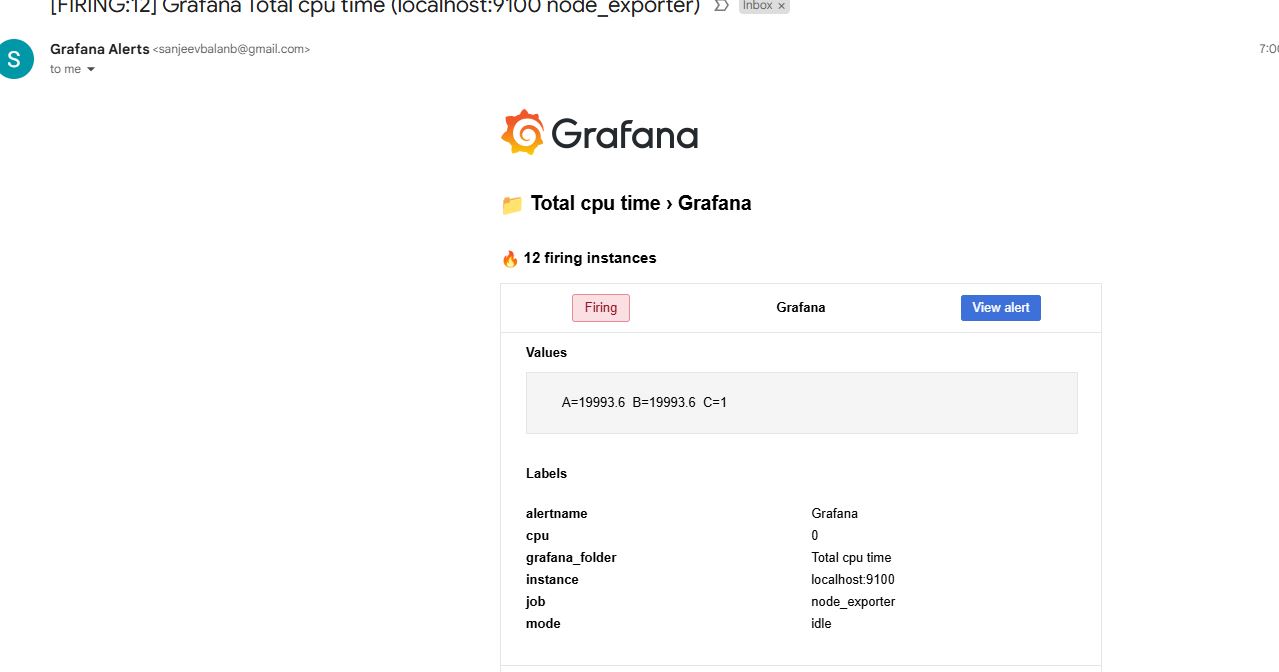 [FIRING:12] Grafana Total cpu time (localhost:9100 node_exporter) Inbox ×
S
Grafana Alerts <sanjeevbalanb@gmail.com>
to me
Grafana
Total cpu time › Grafana
12 firing instances
Firing Grafana View alert
Values
A=19993.6 B=19993.6 C=1
Labels
alertname Grafana
cpu 0
grafana_folder Total cpu time
instance localhost:9100
job node_exporter
mode idle